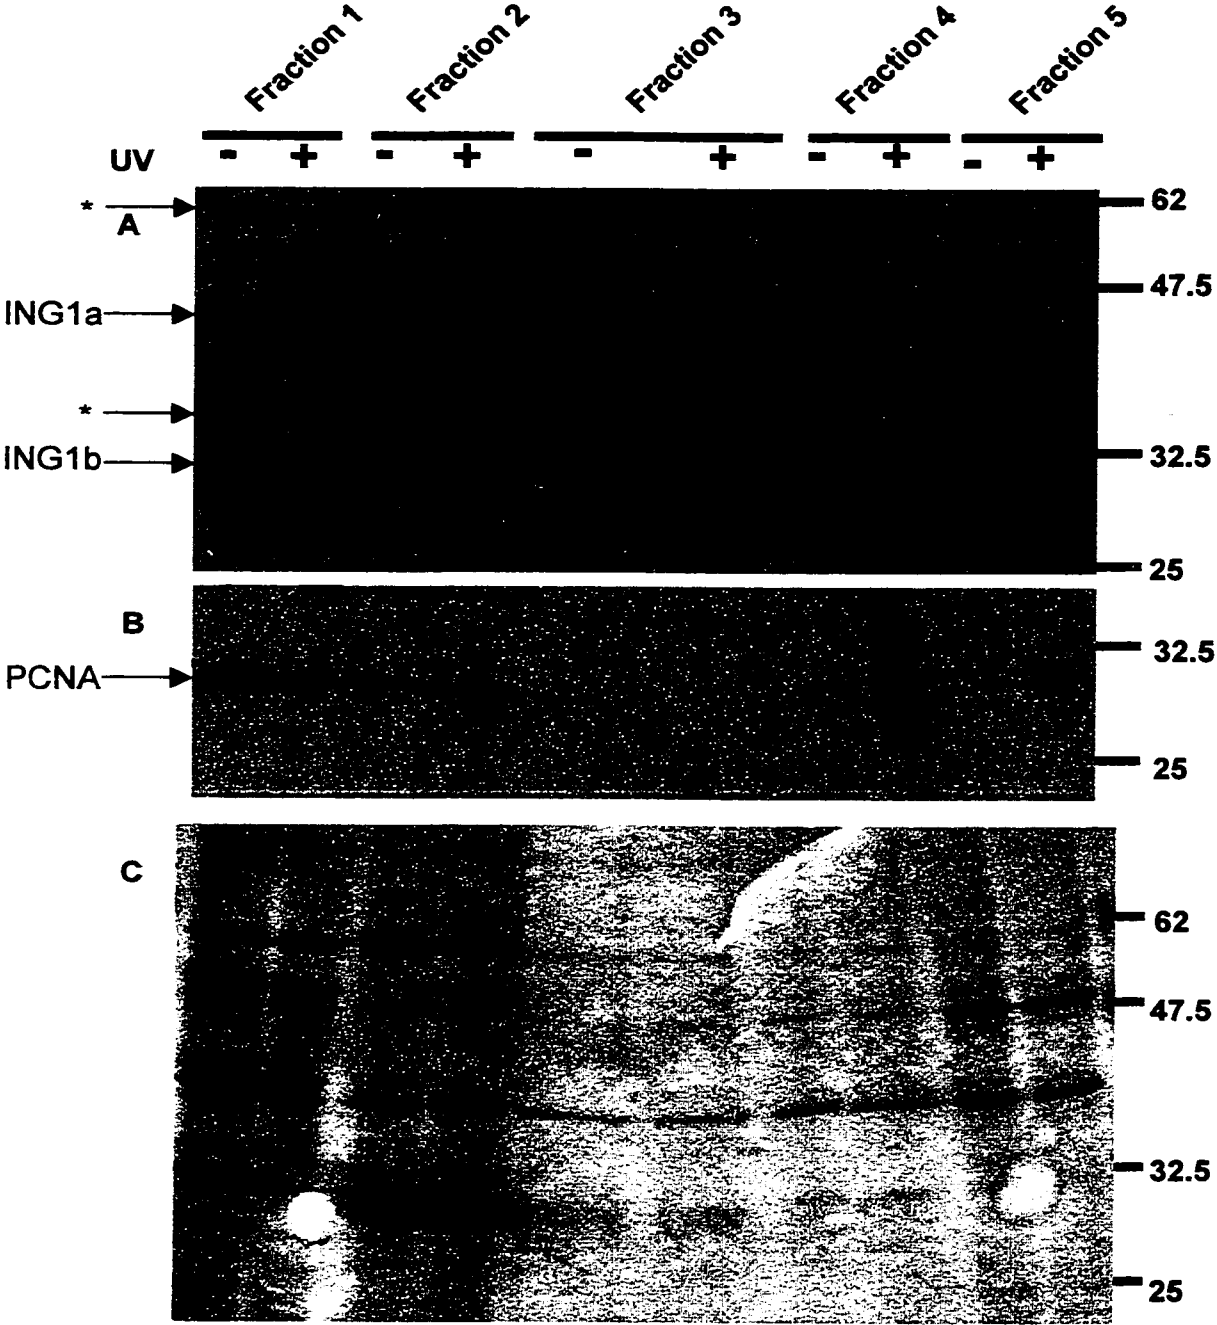 Fraction 1
Fraction 2
Fraction 3
Fraction 4
Fraction 5
UV - + - + - + - + - +
* 62
A
47.5
ING1a
*
ING1b 32.5
25
B
32.5
PCNA
25
C
62
47.5
32.5
25